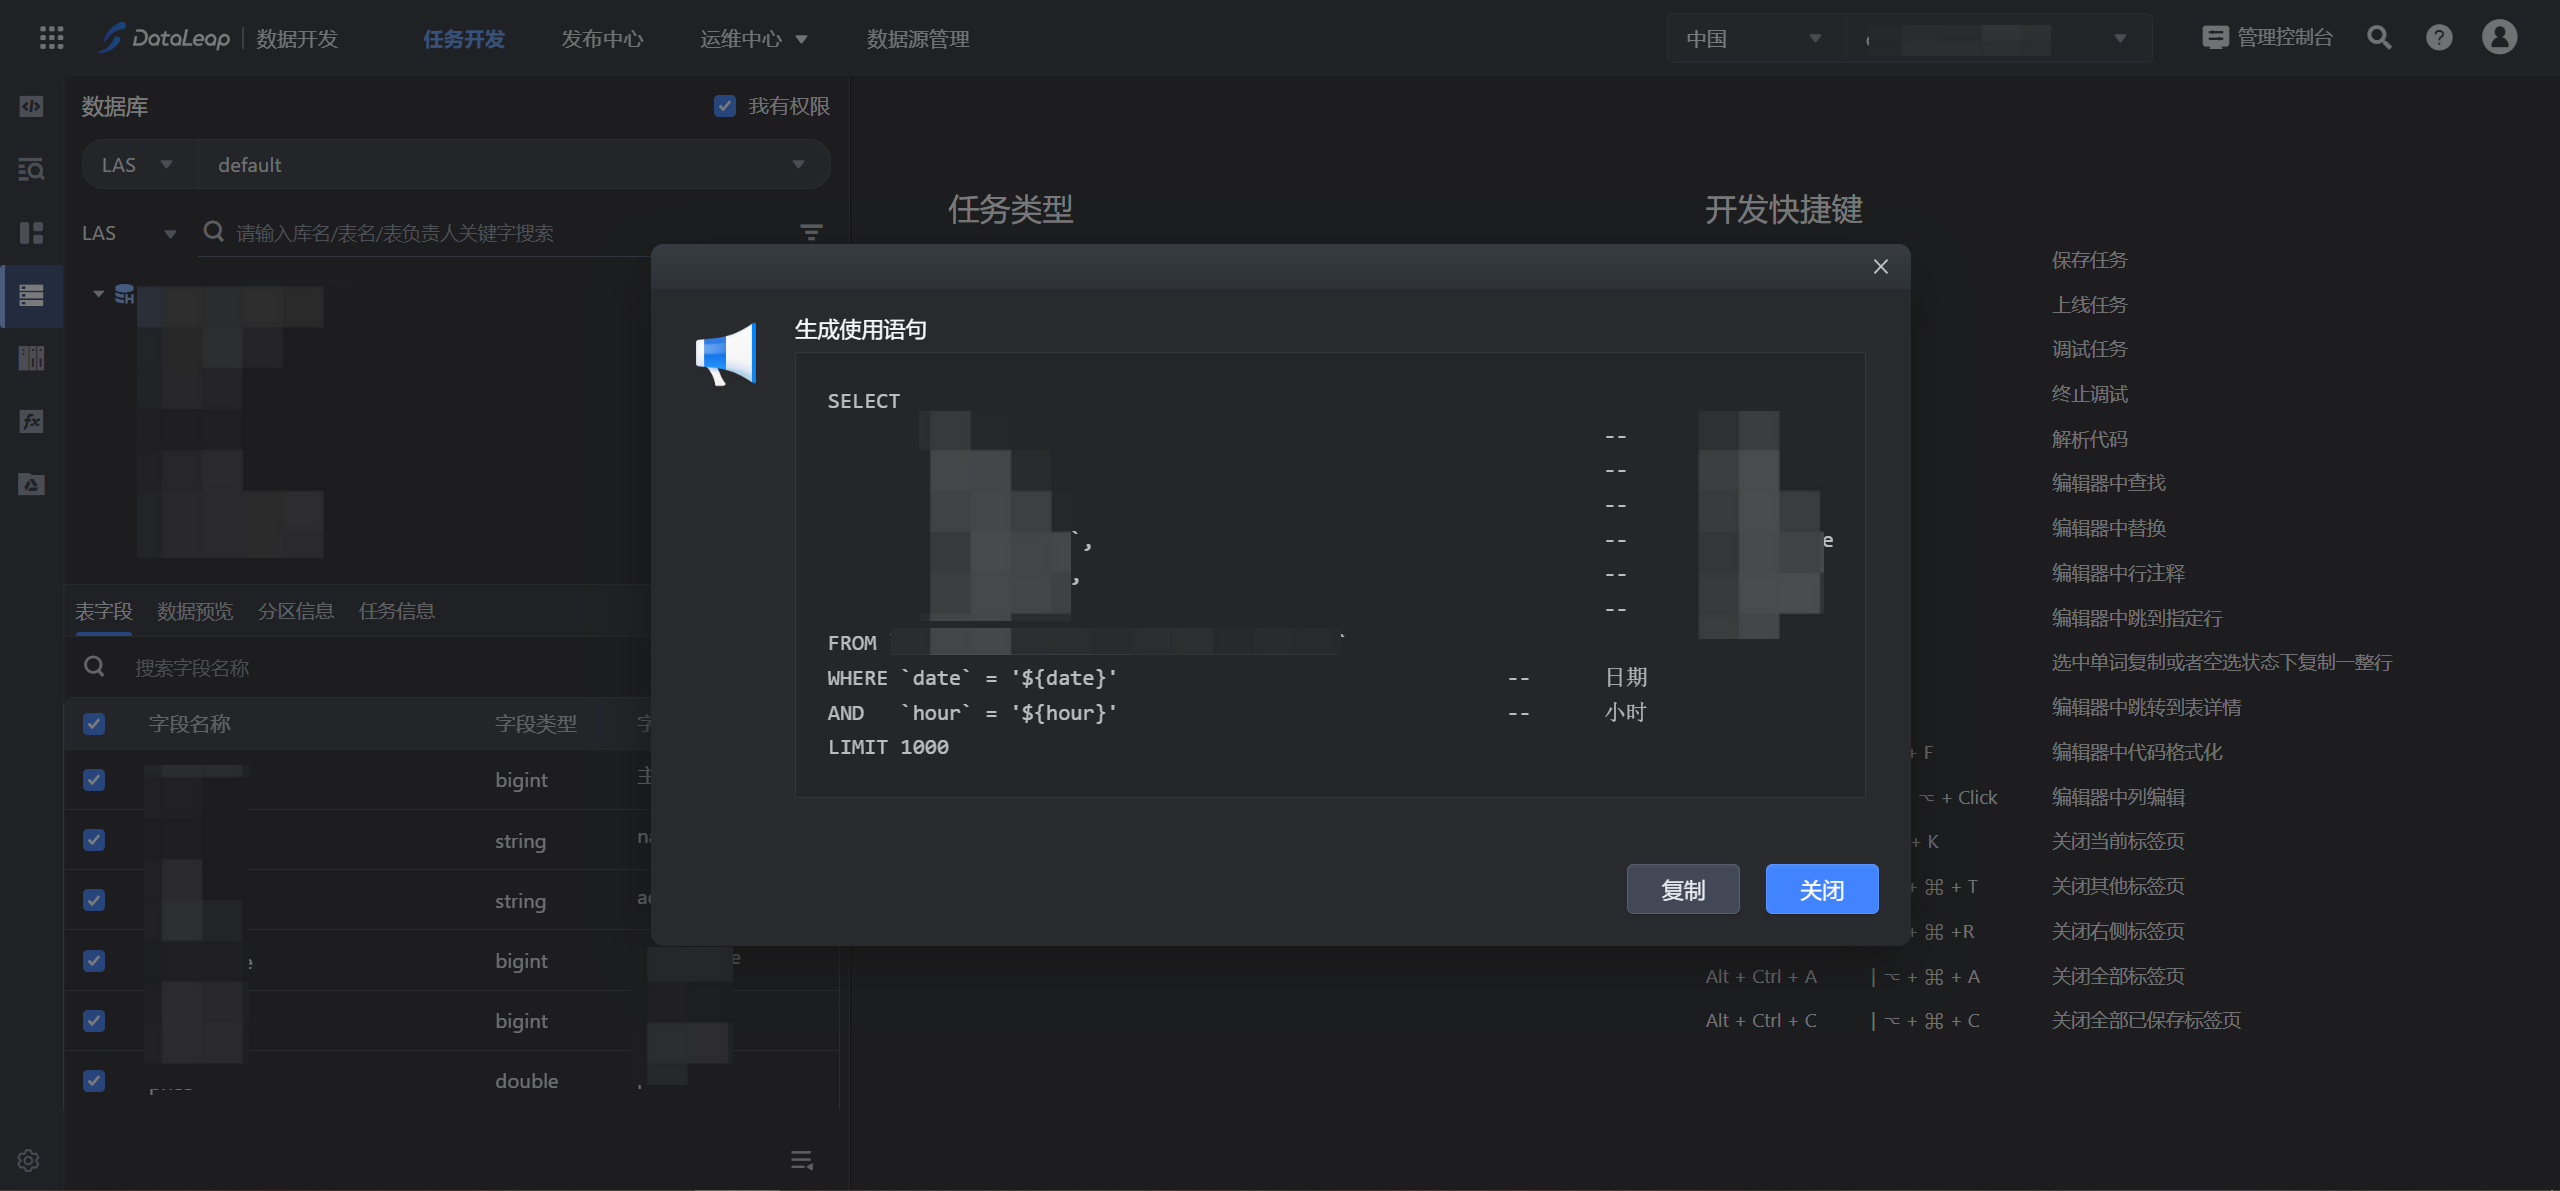 DataLeap 数据开发 任务开发 发布中心 运维中心 数据源管理 中国 管理控制台
数据库 我有权限
LAS default
LAS 请输入库名/表名/表负责人关键字搜索
表字段 数据预览 分区信息 任务信息
搜索字段名称
字段名称 字段类型
bigint
string
string
bigint
bigint
double
任务类型
开发快捷键
保存任务
上线任务
调试任务
终止调试
解析代码
编辑器中查找
编辑器中替换
编辑器中行注释
编辑器中跳到指定行
选中单词复制或者空选状态下复制一整行
编辑器中跳转到表详情
+ F 编辑器中代码格式化
⌥ + Click 编辑器中列编辑
+ K 关闭当前标签页
+ ⌘ + T 关闭其他标签页
+ ⌘ +R 关闭右侧标签页
Alt + Ctrl + A | ⌥ + ⌘ + A 关闭全部标签页
Alt + Ctrl + C | ⌥ + ⌘ + C 关闭全部已保存标签页
生成使用语句
SELECT
--
--
--
`, -- e
, --
--
FROM ` `
WHERE `date` = '${date}' -- 日期
AND `hour` = '${hour}' -- 小时
LIMIT 1000
复制 关闭